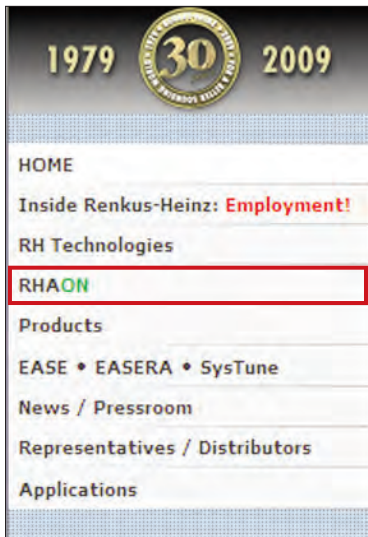 1979 30 2009
HOME
Inside Renkus-Heinz: Employment!
RH Technologies
RHAON
Products
EASE • EASERA • SysTune
News / Pressroom
Representatives / Distributors
Applications